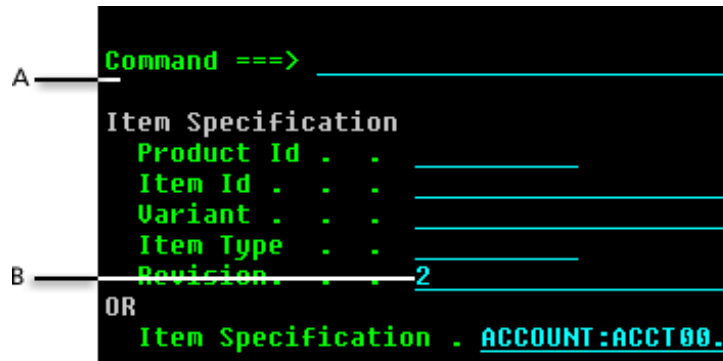 Command ===>
A
Item Specification
Product Id . .
Item Id . . .
Variant . . .
Item Type . .
B Revision. . . 2
OR
Item Specification . ACCOUNT:ACCT00.